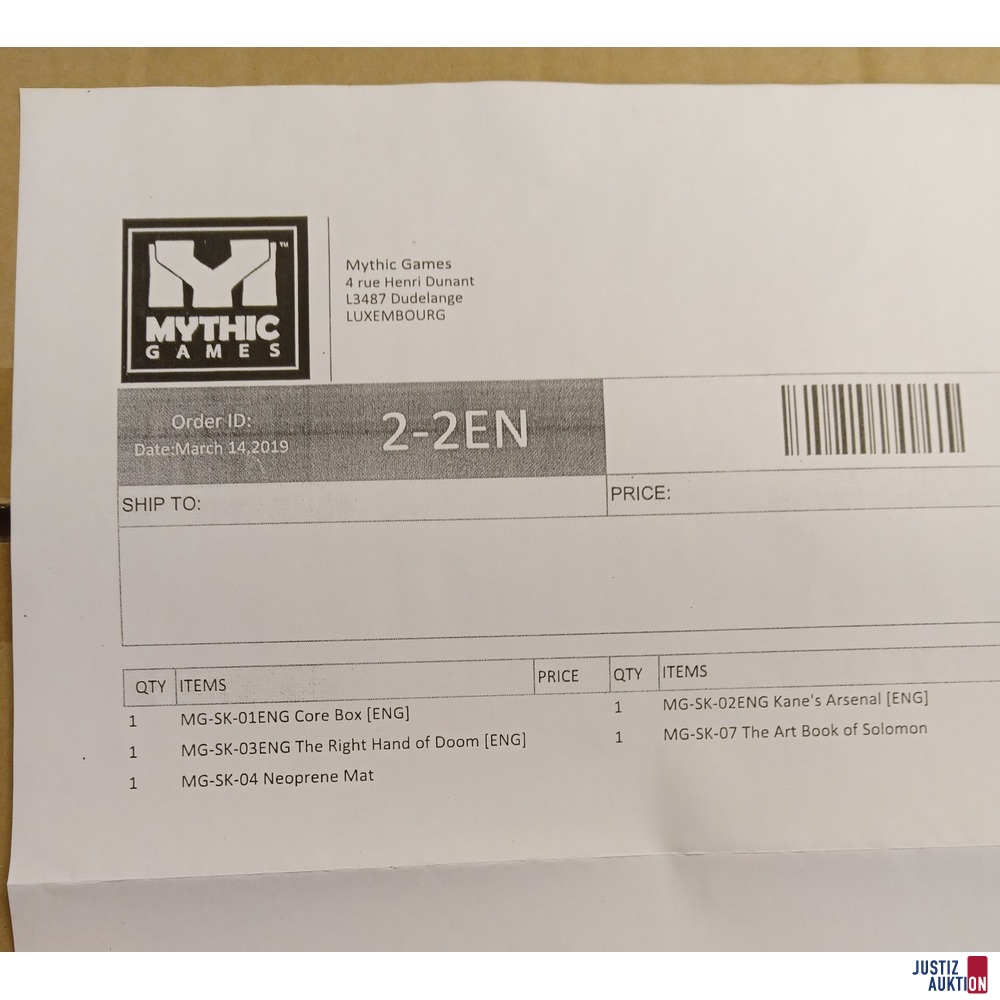 MYTHIC
GAMES
TM
Mythic Games
4 rue Henri Dunant
L3487 Dudelange
LUXEMBOURG
Order ID:
Date:March 14,2019
2-2EN
SHIP TO:
PRICE:
QTY ITEMS PRICE QTY ITEMS
1 MG-SK-01ENG Core Box [ENG] 1 MG-SK-02ENG Kane's Arsenal [ENG]
1 MG-SK-03ENG The Right Hand of Doom [ENG] 1 MG-SK-07 The Art Book of Solomon
1 MG-SK-04 Neoprene Mat
JUSTIZ
AUKTION